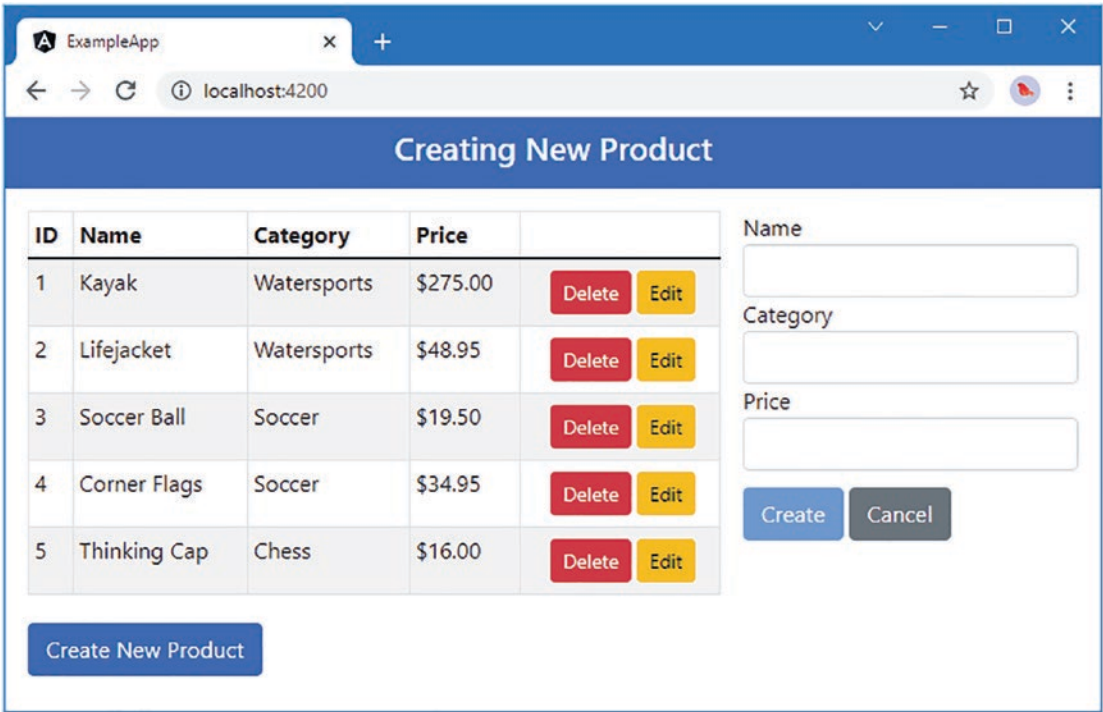 ExampleApp
localhost:4200
Creating New Product
ID Name Category Price
1 Kayak Watersports $275.00 Delete Edit
2 Lifejacket Watersports $48.95 Delete Edit
3 Soccer Ball Soccer $19.50 Delete Edit
4 Corner Flags Soccer $34.95 Delete Edit
5 Thinking Cap Chess $16.00 Delete Edit
Create New Product
Name
Category
Price
Create Cancel